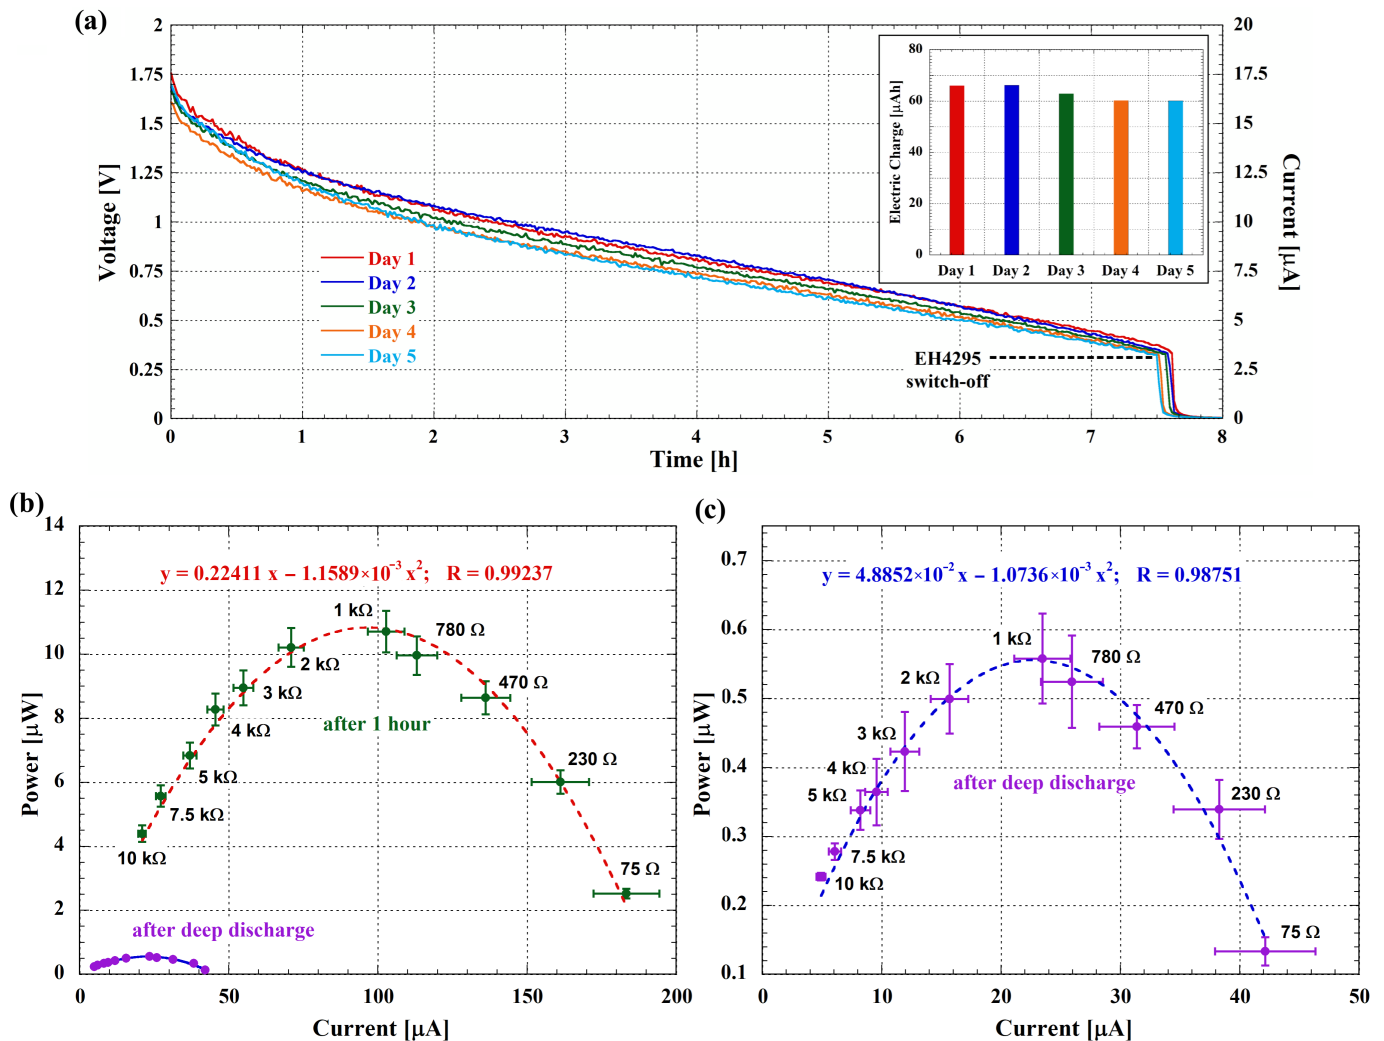 (a)
2
1.75
1.5
1.25
1
0.75
0.5
0.25
0
Voltage [V]
20
17.5
15
12.5
10
7.5
5
2.5
0
Current [μA]
0 1 2 3 4 5 6 7 8
Time [h]
Day 1
Day 2
Day 3
Day 4
Day 5
EH4295
switch-off
80
60
40
20
0
Electric Charge [μAh]
Day 1 Day 2 Day 3 Day 4 Day 5
(b)
14
12
10
8
6
4
2
0
Power [μW]
y = 0.22411 x − 1.1589×10⁻³ x²; R = 0.99237
1 kΩ
780 Ω
2 kΩ
470 Ω
3 kΩ
after 1 hour
4 kΩ
230 Ω
5 kΩ
7.5 kΩ
10 kΩ
75 Ω
after deep discharge
0 50 100 150 200
Current [μA]
(c)
0.7
0.6
0.5
0.4
0.3
0.2
0.1
Power [μW]
y = 4.8852×10⁻² x − 1.0736×10⁻³ x²; R = 0.98751
1 kΩ
780 Ω
2 kΩ
470 Ω
3 kΩ
4 kΩ
after deep discharge
5 kΩ
230 Ω
7.5 kΩ
10 kΩ
75 Ω
0 10 20 30 40 50
Current [μA]